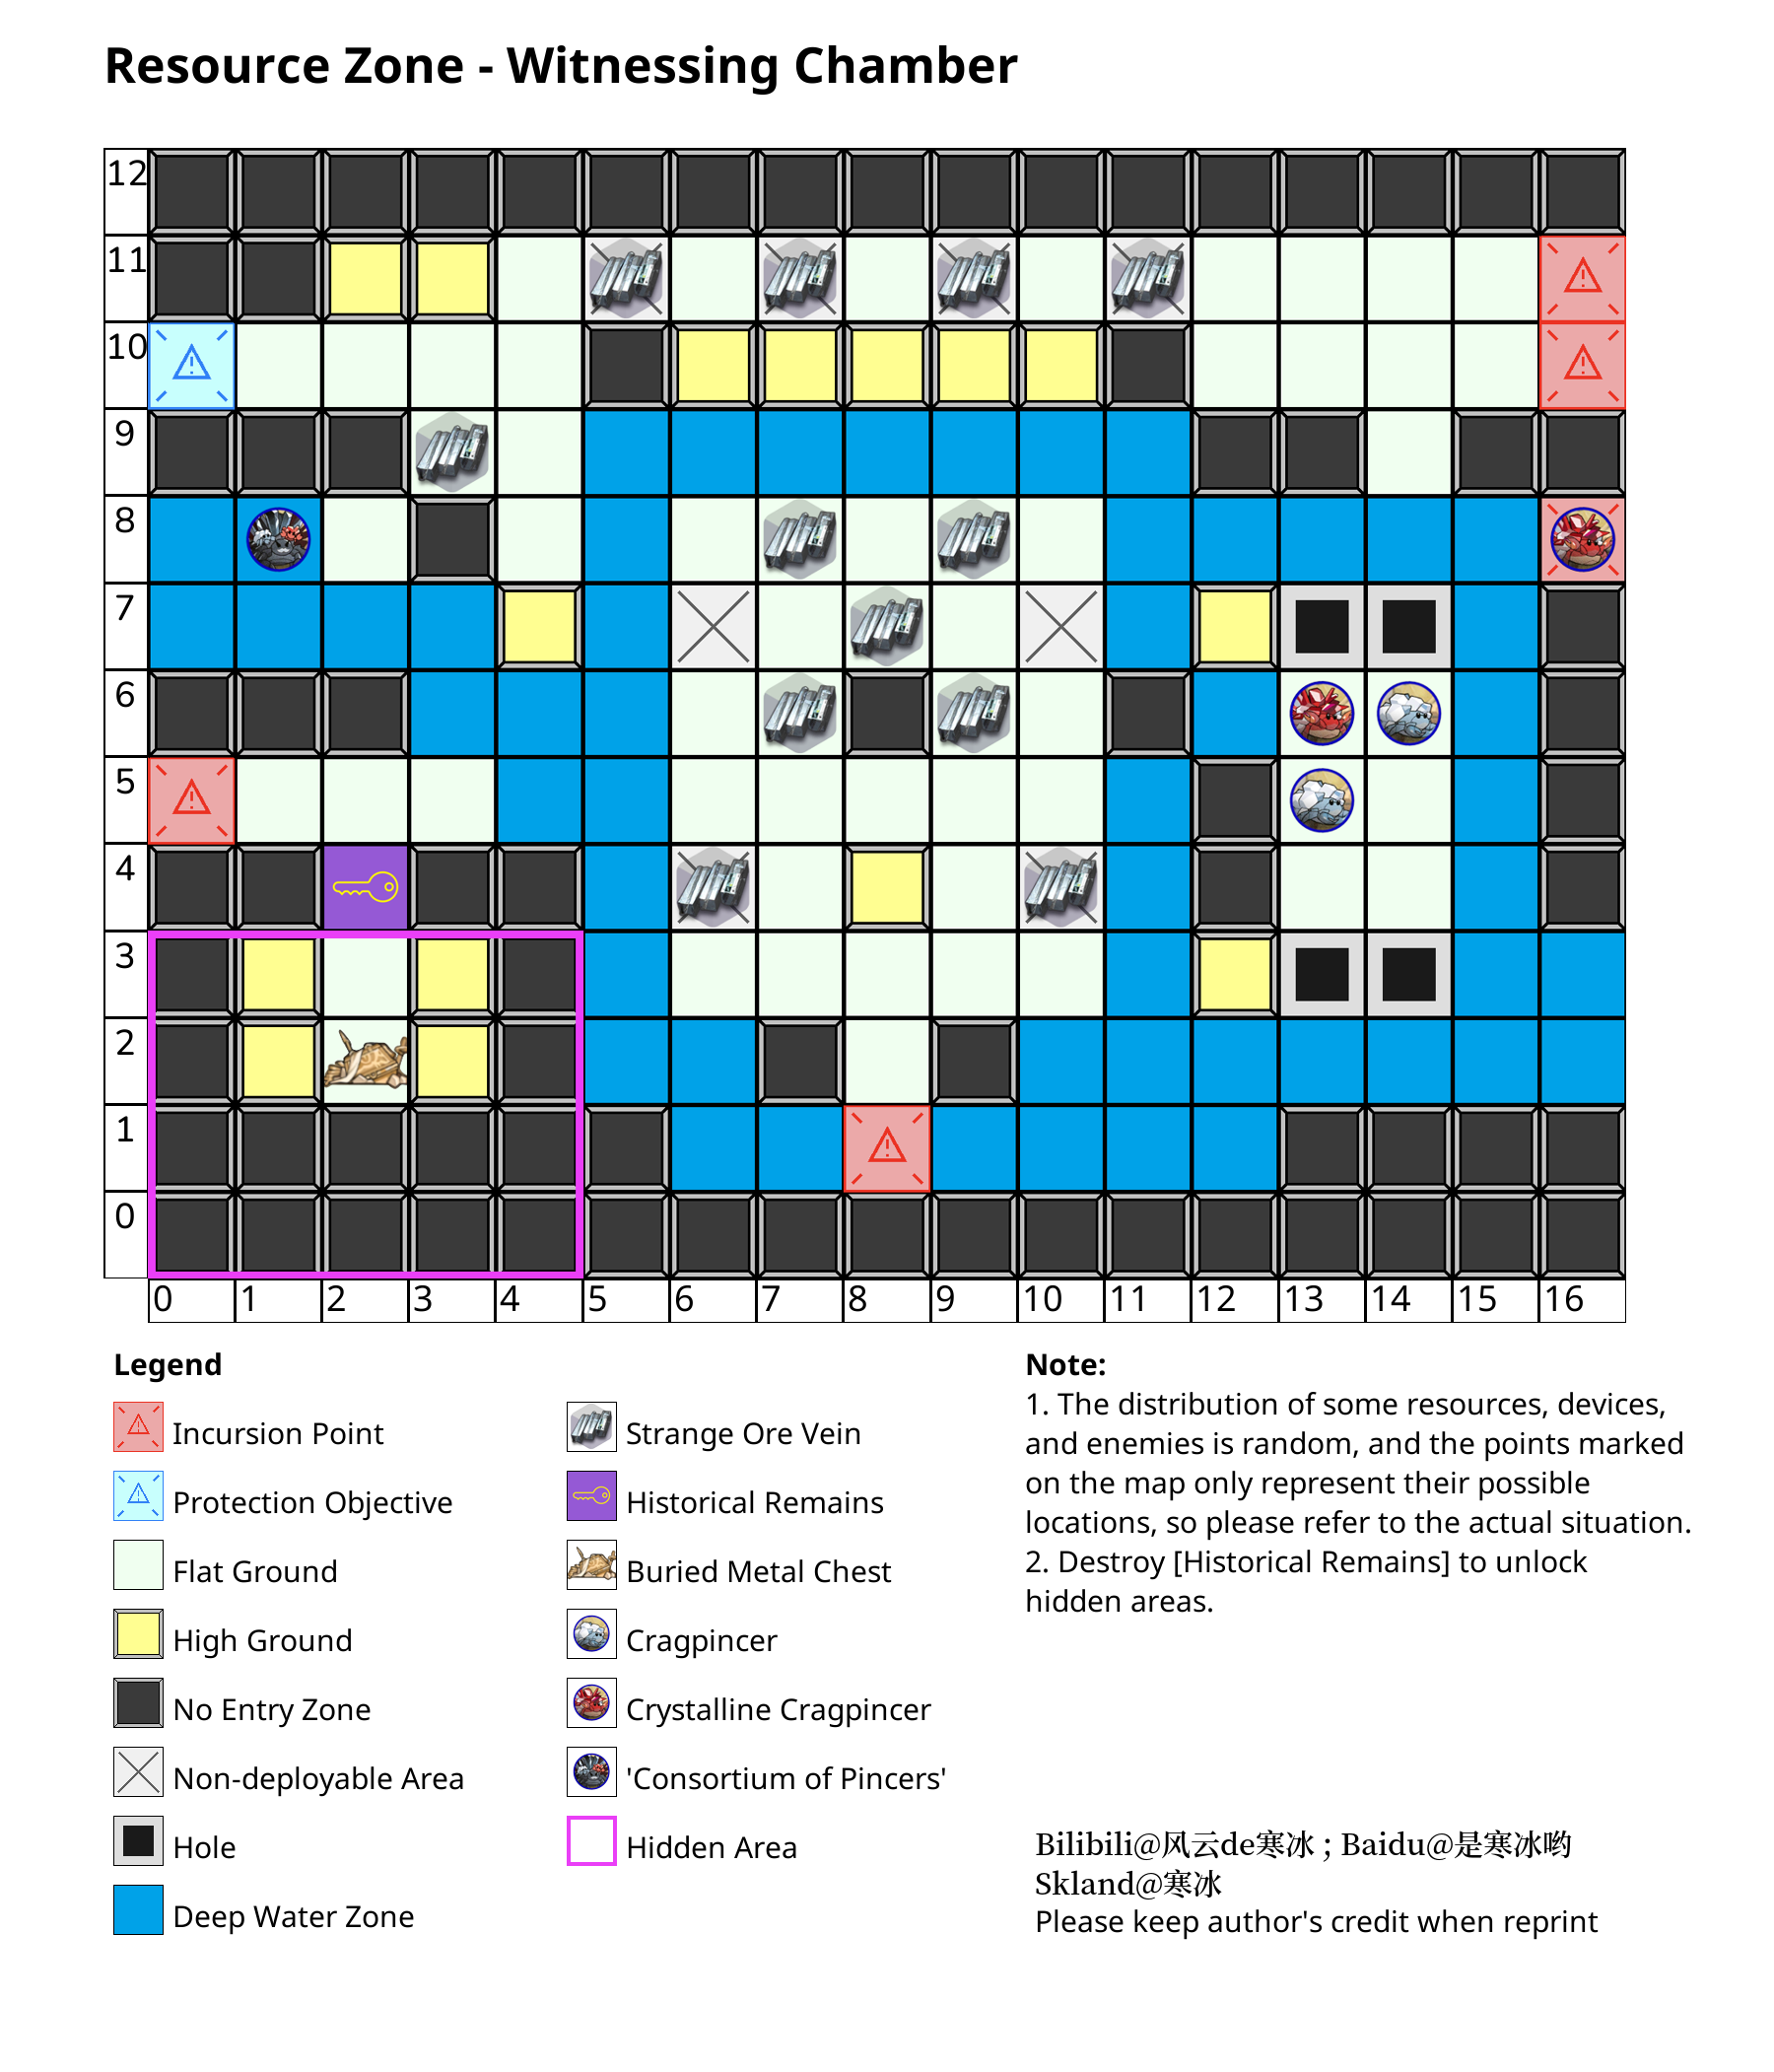 Resource Zone - Witnessing Chamber
12
11
10
9
8
7
6
5
4
3
2
1
0
0 1 2 3 4 5 6 7 8 9 10 11 12 13 14 15 16
Legend
Incursion Point
Protection Objective
Flat Ground
High Ground
No Entry Zone
Non-deployable Area
Hole
Deep Water Zone
Strange Ore Vein
Historical Remains
Buried Metal Chest
Cragpincer
Crystalline Cragpincer
'Consortium of Pincers'
Hidden Area
Note:
1. The distribution of some resources, devices,
and enemies is random, and the points marked
on the map only represent their possible
locations, so please refer to the actual situation.
2. Destroy [Historical Remains] to unlock
hidden areas.
Bilibili@风云de寒冰 ; Baidu@是寒冰哟
Skland@寒冰
Please keep author's credit when reprint